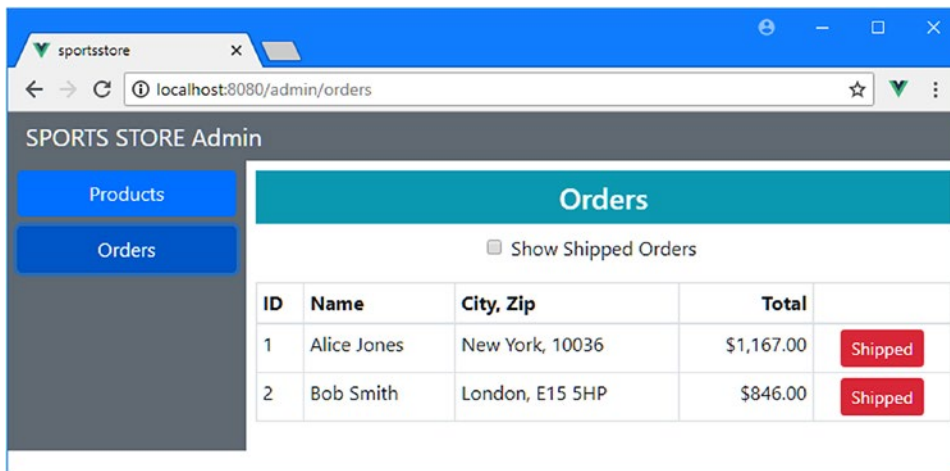 sportsstore
localhost:8080/admin/orders
SPORTS STORE Admin
Products
Orders
Orders
Show Shipped Orders
ID Name City, Zip Total
1 Alice Jones New York, 10036 $1,167.00 Shipped
2 Bob Smith London, E15 5HP $846.00 Shipped